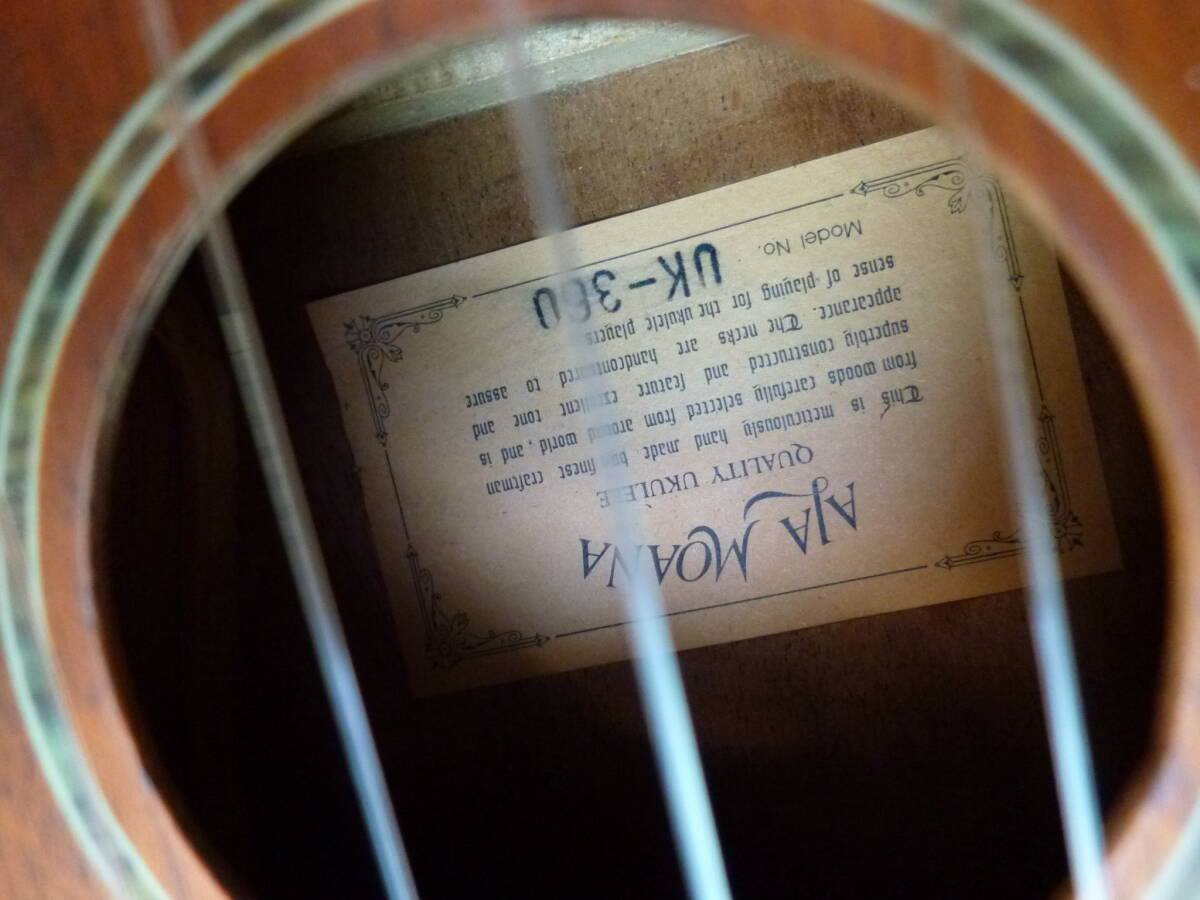 AJA MOANA
QUALITY UKULELE
This is meticulously hand made by finest craftman
from woods carefully selected from around world, and is
superbly constructed and feature excellent tone and
appearance. The necks are handcontoured to assure
sense of playing for the ukulele players
Model No. UK-360